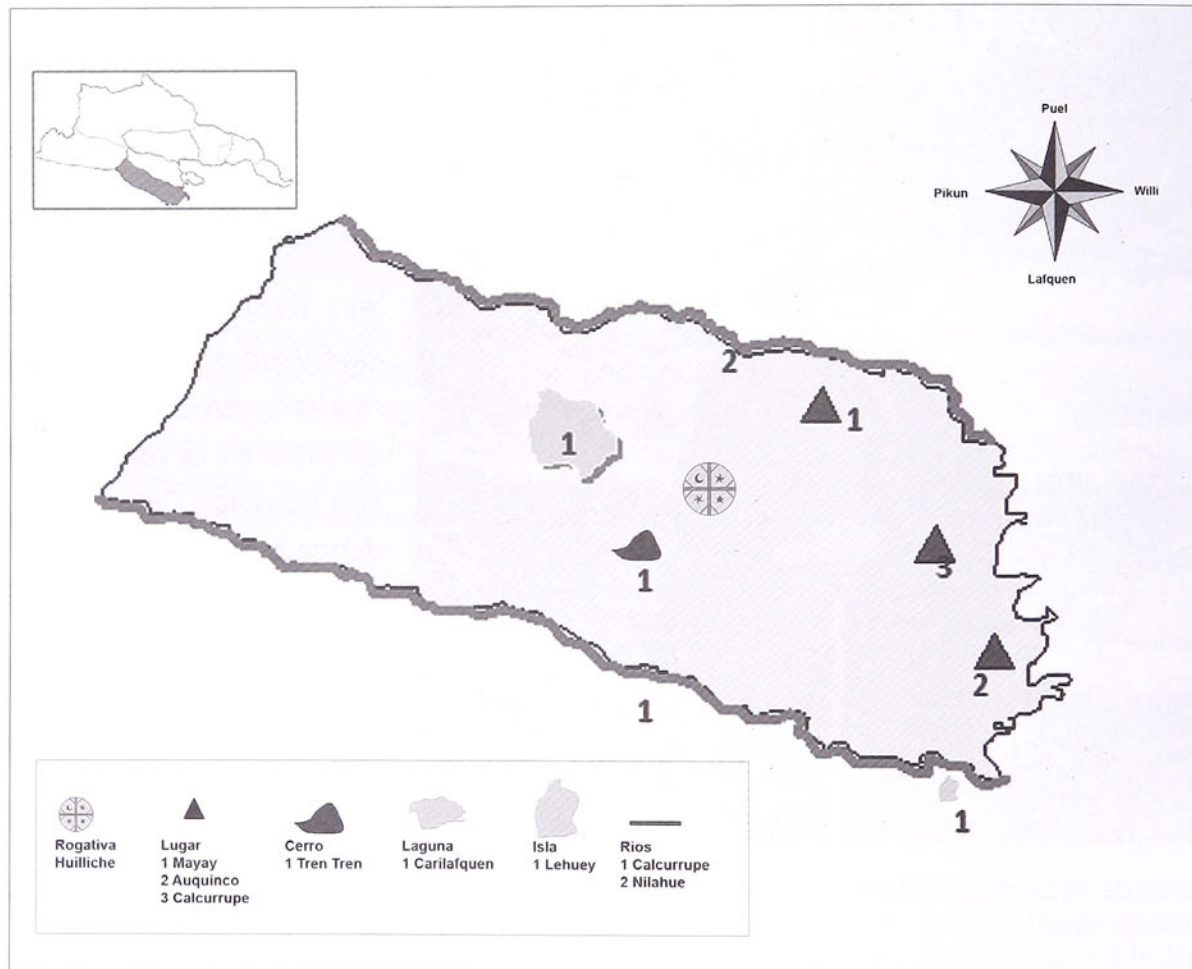 Puel
Pikun
Willi
Lafquen
2
1
1
3
1
2
1
1
Rogativa
Huilliche
Lugar
1 Mayay
2 Auquinco
3 Calcurrupe
Cerro
1 Tren Tren
Laguna
1 Carilafquen
Isla
1 Lehuey
Rios
1 Calcurrupe
2 Nilahue